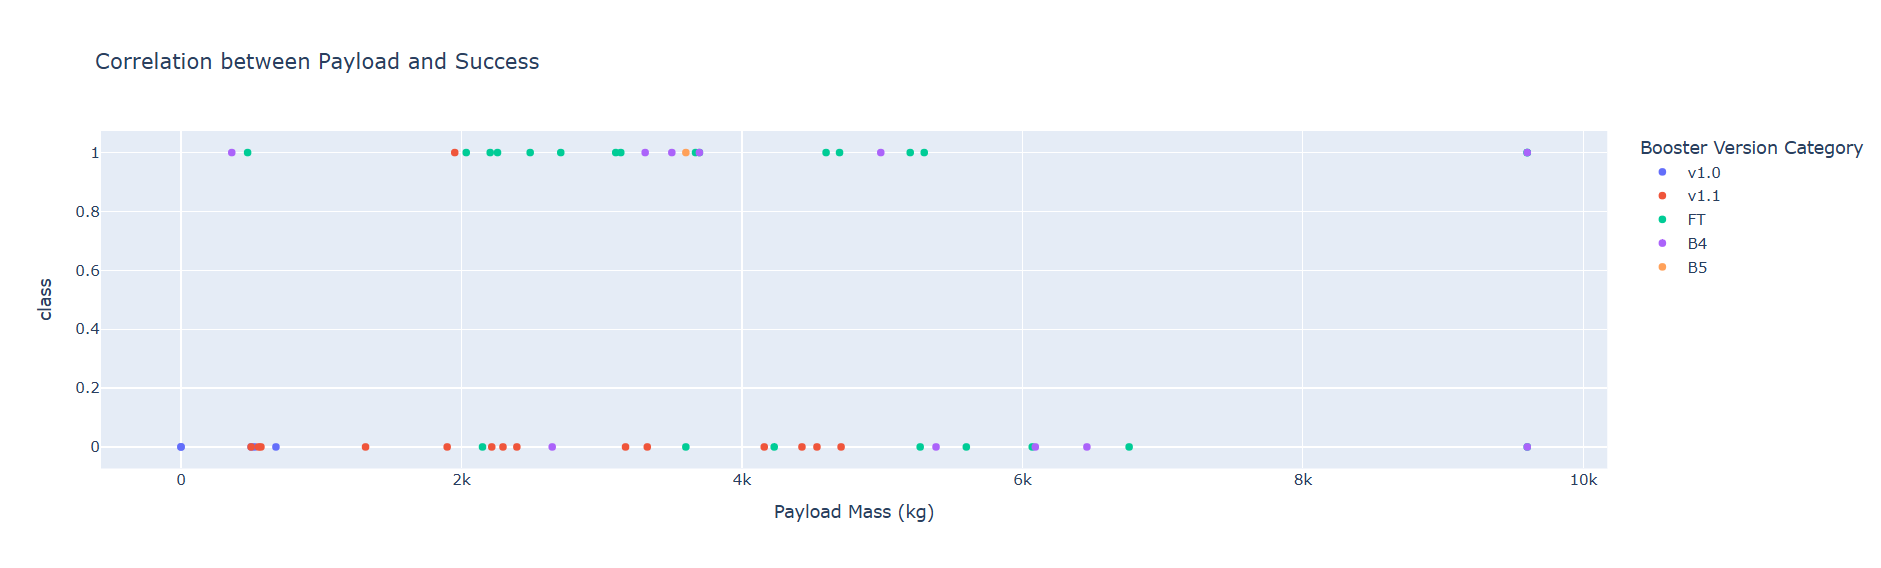 Correlation between Payload and Success
Booster Version Category
v1.0
v1.1
FT
B4
B5
1
0.8
0.6
0.4
0.2
0
class
0
2k
4k
6k
8k
10k
Payload Mass (kg)